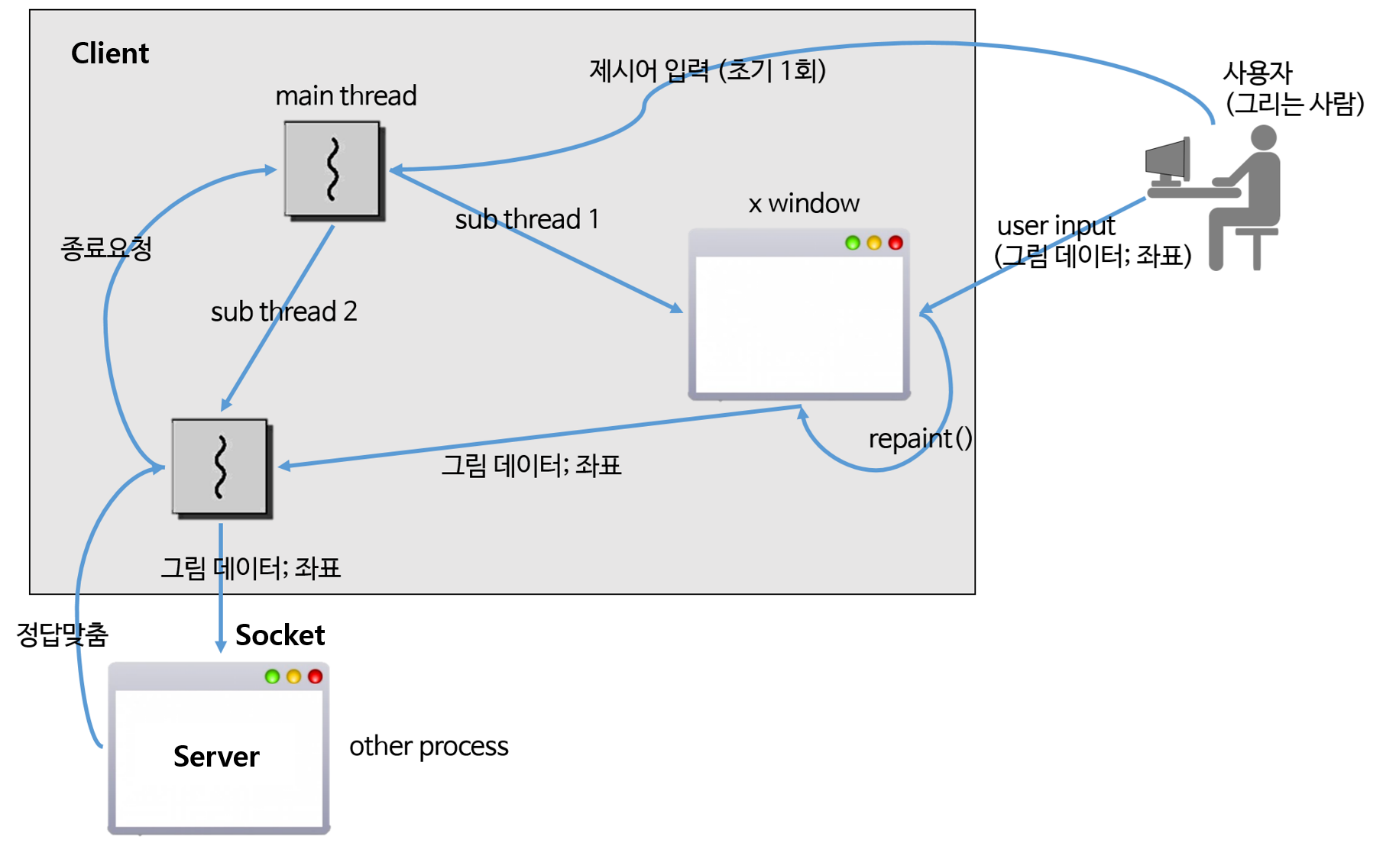 Client
제시어 입력 (초기 1회)
사용자
(그리는 사람)
main thread
sub thread 1
x window
user input
(그림 데이터; 좌표)
종료요청
sub thread 2
repaint()
그림 데이터; 좌표
그림 데이터; 좌표
정답맞춤
Socket
Server
other process